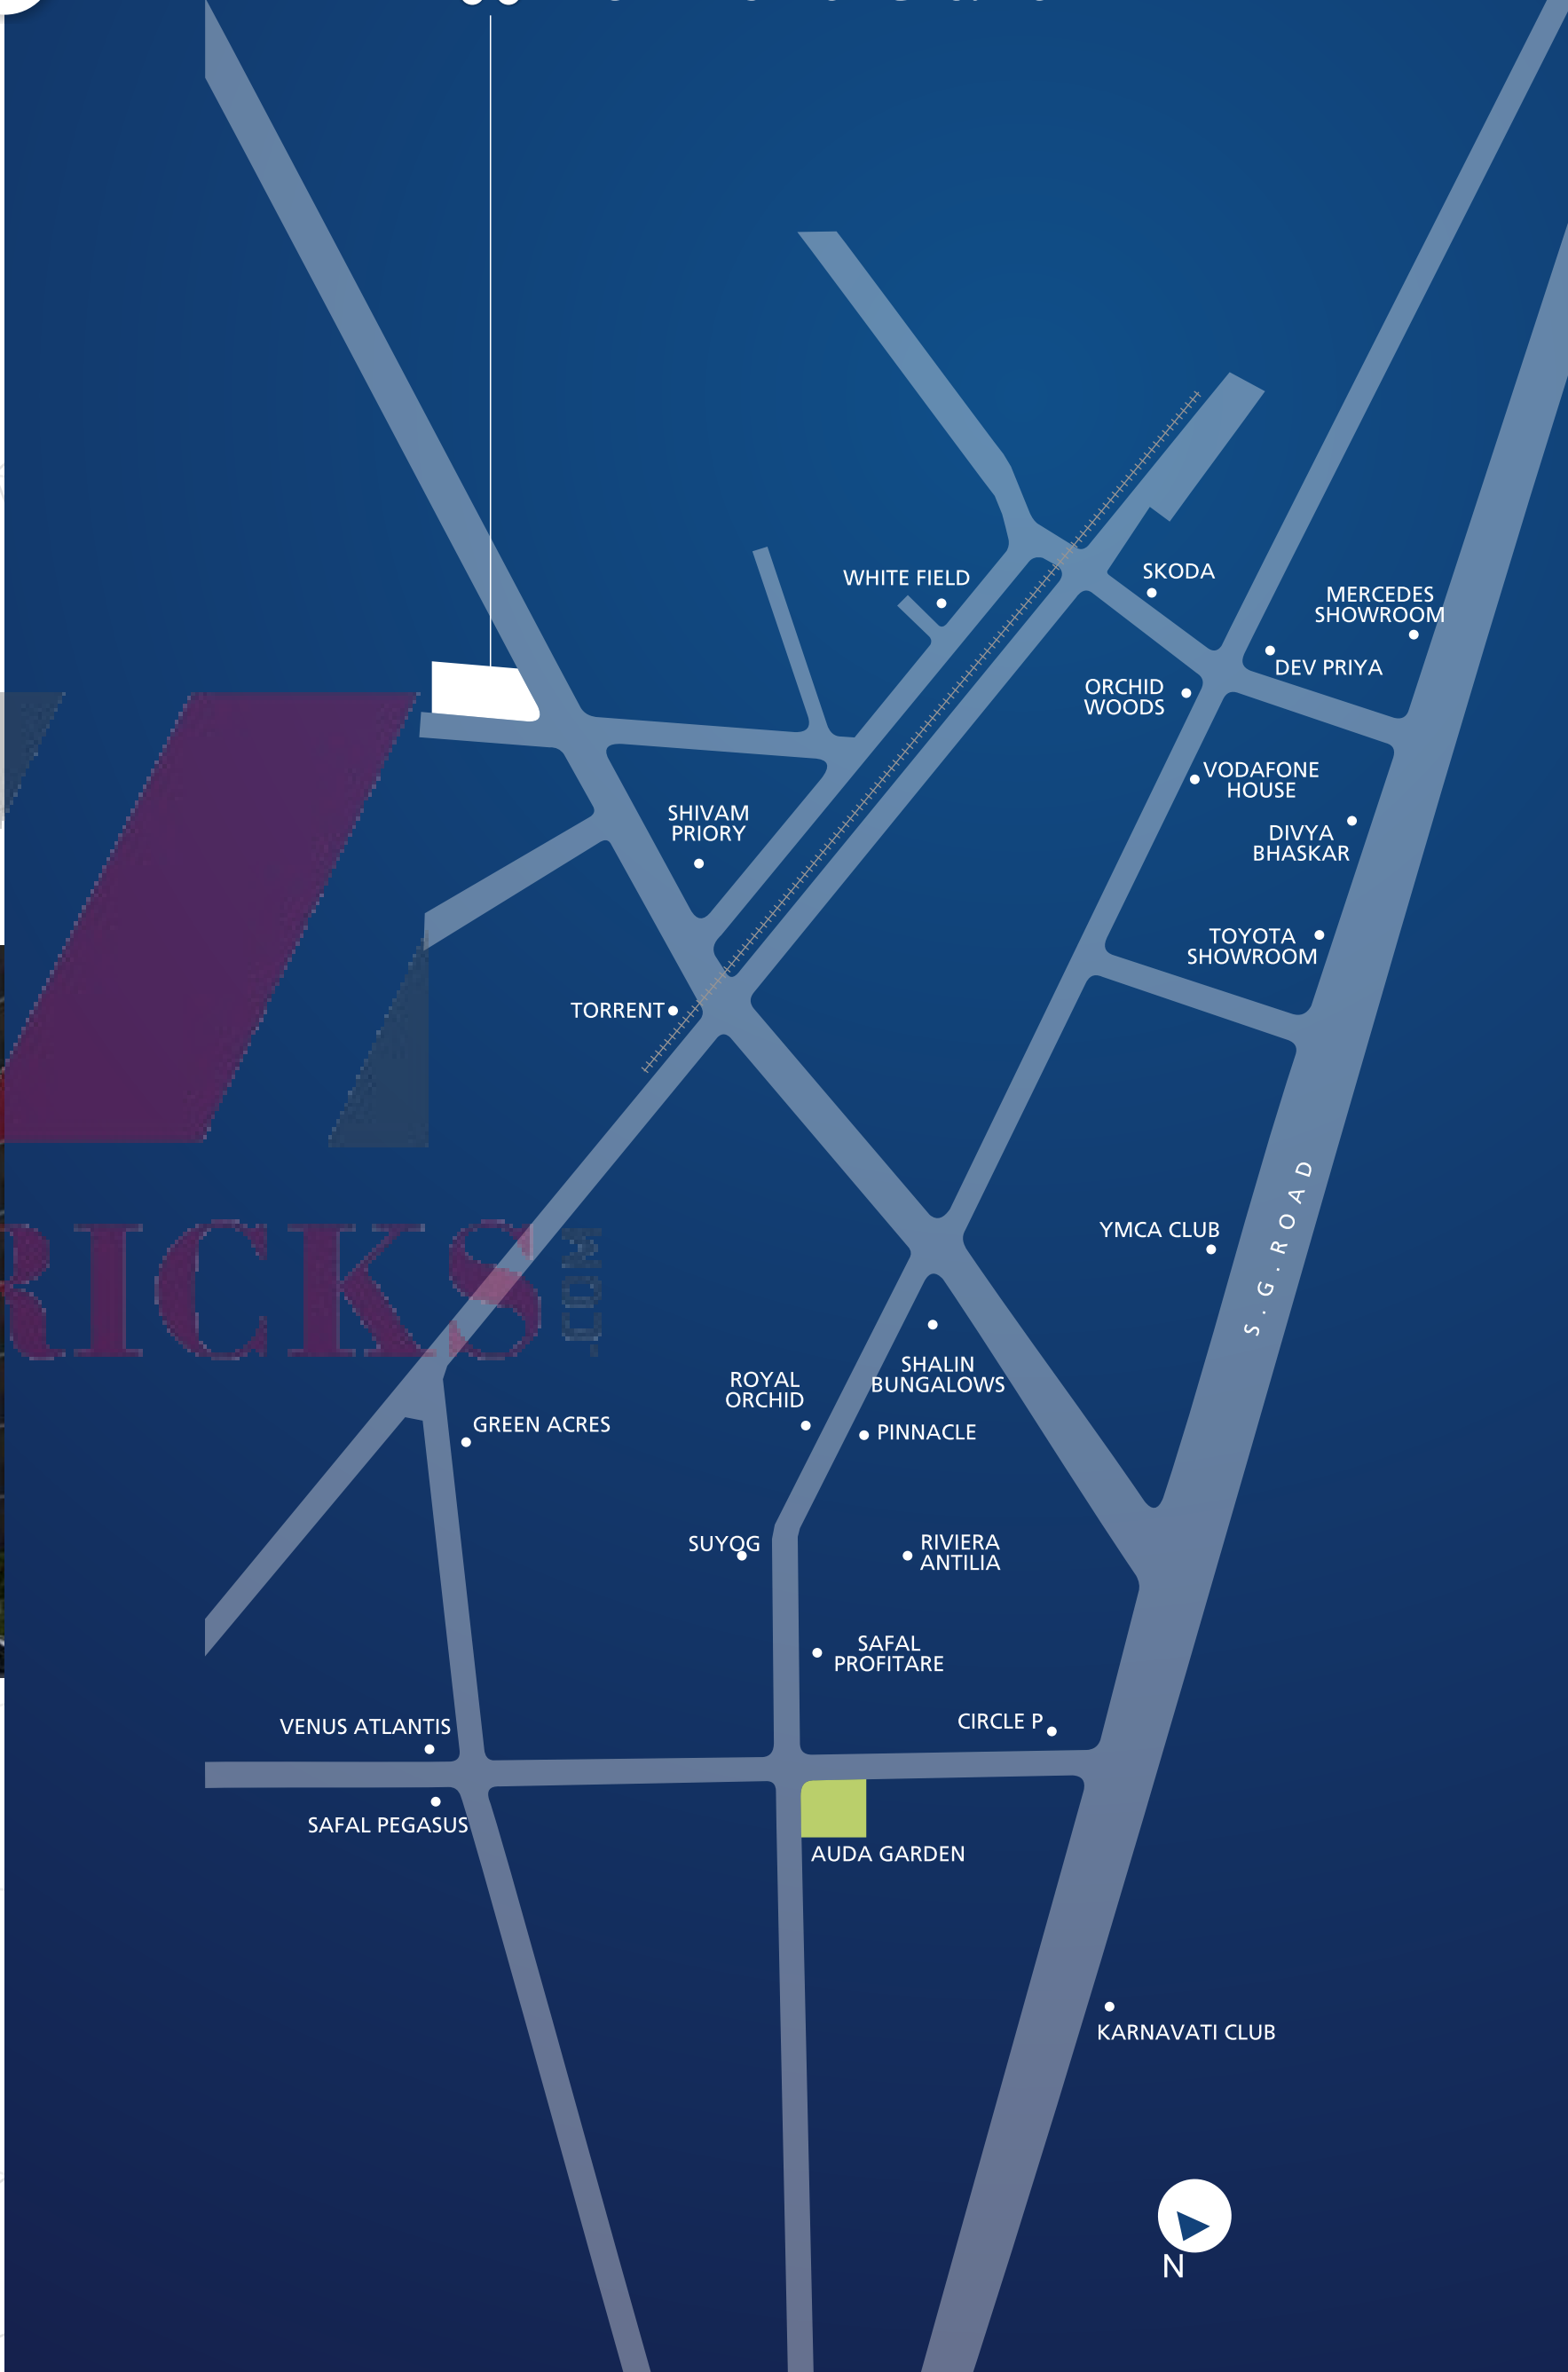 WHITE FIELD
SKODA
MERCEDES
SHOWROOM
DEV PRIYA
ORCHID
WOODS
VODAFONE
HOUSE
SHIVAM
PRIORY
DIVYA
BHASKAR
TOYOTA
SHOWROOM
TORRENT
S.G.ROAD
YMCA CLUB
RICKS
.COM
SHALIN
BUNGALOWS
ROYAL
ORCHID
GREEN ACRES
PINNACLE
SUYOG
RIVIERA
ANTILIA
SAFAL
PROFITARE
CIRCLE P
VENUS ATLANTIS
SAFAL PEGASUS
AUDA GARDEN
KARNAVATI CLUB
N